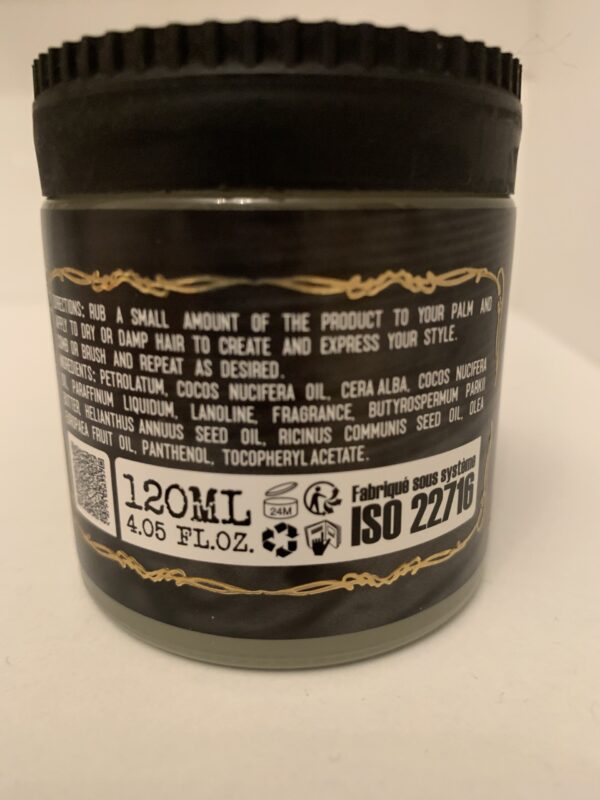 DIRECTIONS: RUB A SMALL AMOUNT OF THE PRODUCT TO YOUR PALM AND
APPLY TO DRY OR DAMP HAIR TO CREATE AND EXPRESS YOUR STYLE.
COMB OR BRUSH AND REPEAT AS DESIRED.
INGREDIENTS: PETROLATUM, COCOS NUCIFERA OIL, CERA ALBA, COCOS NUCIFERA
OIL, PARAFFINUM LIQUIDUM, LANOLINE, FRAGRANCE, BUTYROSPERMUM PARKII
BUTTER, HELIANTHUS ANNUUS SEED OIL, RICINUS COMMUNIS SEED OIL, OLEA
EUROPAEA FRUIT OIL, PANTHENOL, TOCOPHERYL ACETATE.
120ML
4.05 FL.OZ.
24M
Fabriqué sous système
ISO 22716